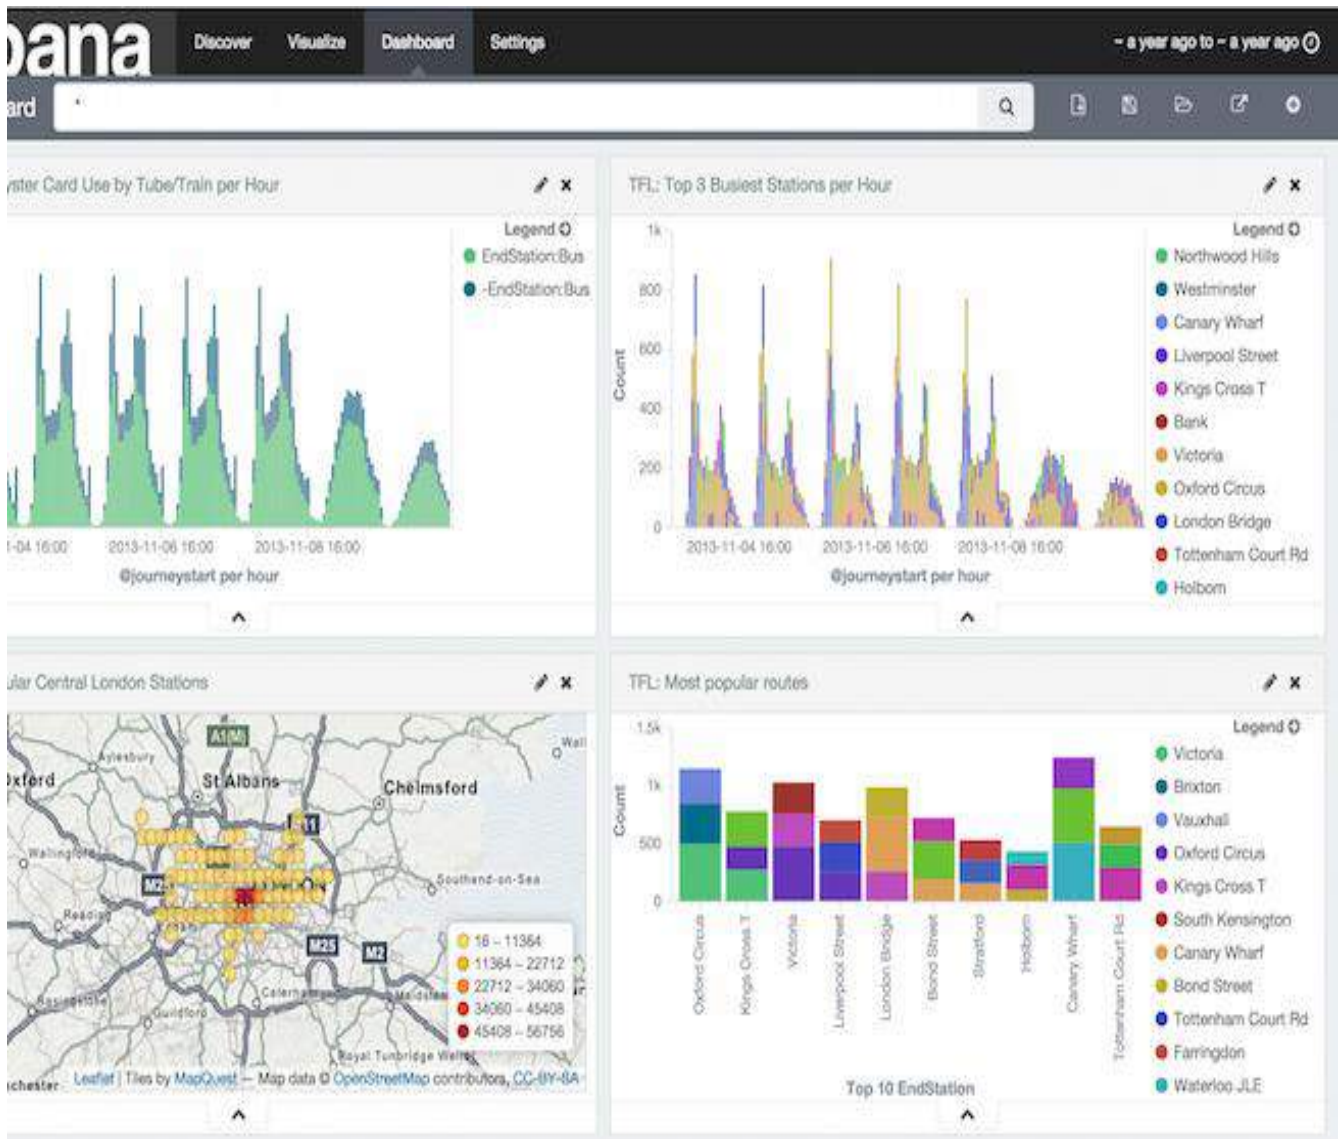 bana
Discover Visualize Dashboard Settings
~ a year ago to ~ a year ago
ard
*
yster Card Use by Tube/Train per Hour
Legend
EndStation:Bus
-EndStation:Bus
1-04 16:00 2013-11-06 16:00 2013-11-08 16:00
@journeystart per hour
TFL: Top 3 Busiest Stations per Hour
Legend
1k
800
600
400
200
0
Count
Northwood Hills
Westminster
Canary Wharf
Liverpool Street
Kings Cross T
Bank
Victoria
Oxford Circus
London Bridge
Tottenham Court Rd
Holborn
2013-11-04 16:00 2013-11-06 16:00 2013-11-08 16:00
@journeystart per hour
ular Central London Stations
A1(M)
Aylesbury
Oxford
St Albans
Chelmsford
Wallingford
Southend-on-Sea
Reading
M25
M2
Basingstoke
Guildford
Royal Tunbridge Wells
chester
16 – 11364
11364 – 22712
22712 – 34060
34060 – 45408
45408 – 56756
Leaflet | Tiles by MapQuest — Map data © OpenStreetMap contributors, CC-BY-SA
TFL: Most popular routes
Legend
1.5k
1k
500
0
Count
Victoria
Brixton
Vauxhall
Oxford Circus
Kings Cross T
South Kensington
Canary Wharf
Bond Street
Tottenham Court Rd
Farringdon
Waterloo JLE
Oxford Circus
Kings Cross T
Victoria
Liverpool Street
London Bridge
Bond Street
Stratford
Holborn
Canary Wharf
Tottenham Court Rd
Top 10 EndStation